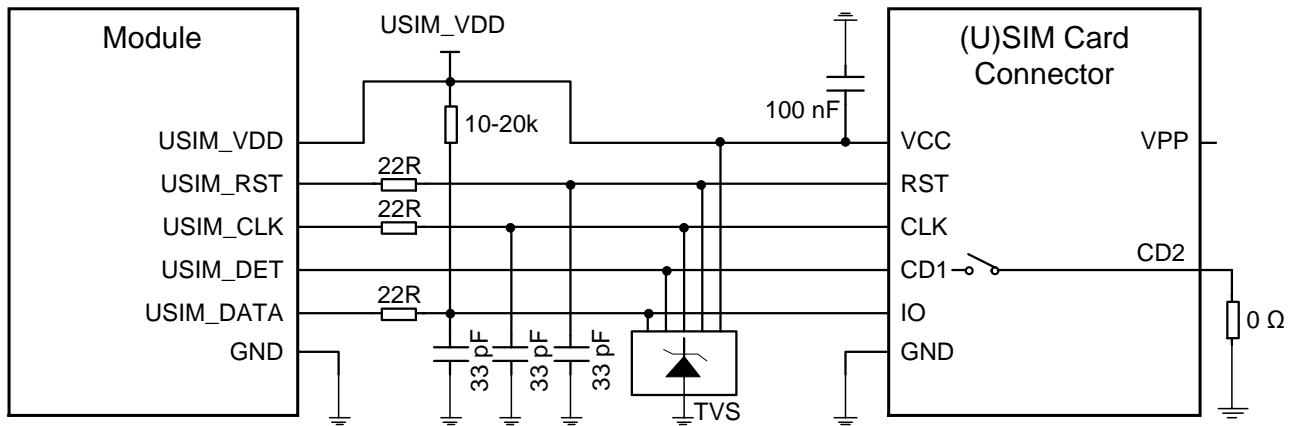 Module
USIM_VDD
USIM_RST
USIM_CLK
USIM_DET
USIM_DATA
GND
USIM_VDD
10-20k
22R
22R
22R
33 pF
33 pF
33 pF
100 nF
TVS
(U)SIM Card
Connector
VCC
RST
CLK
CD1
IO
GND
VPP
CD2
0 Ω